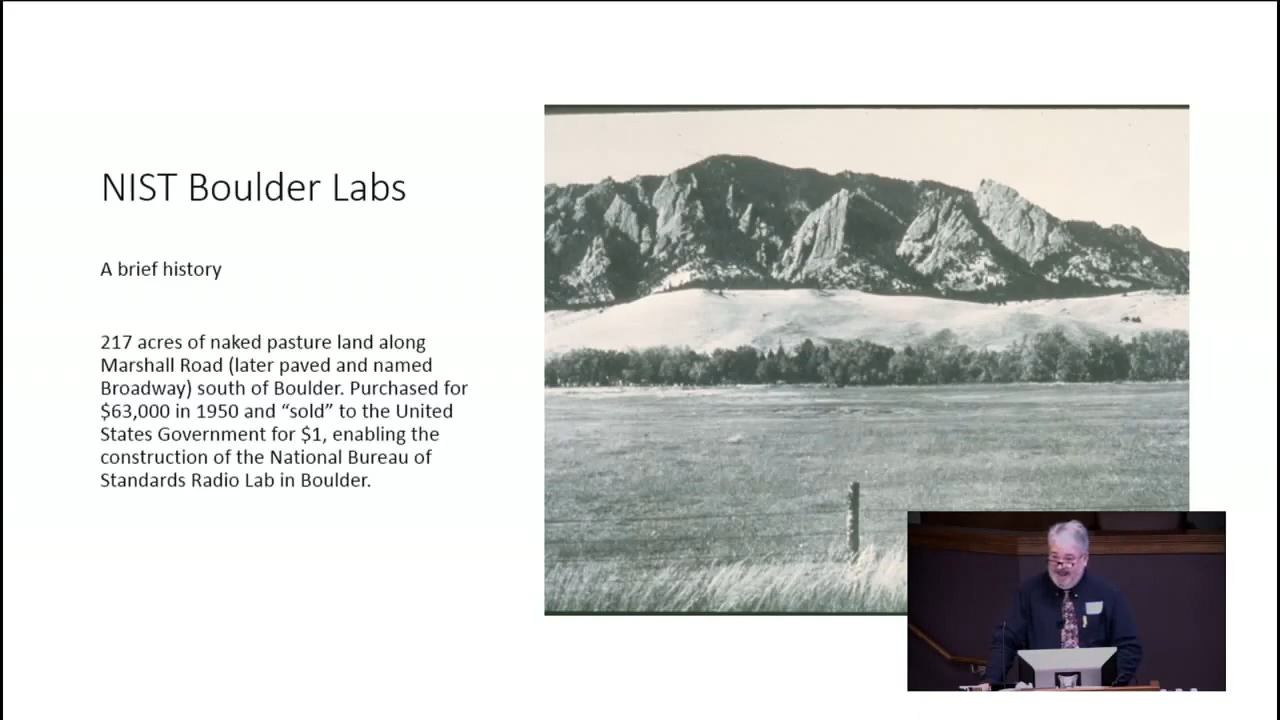 NIST Boulder Labs
A brief history
217 acres of naked pasture land along
Marshall Road (later paved and named
Broadway) south of Boulder. Purchased for
$63,000 in 1950 and “sold” to the United
States Government for $1, enabling the
construction of the National Bureau of
Standards Radio Lab in Boulder.